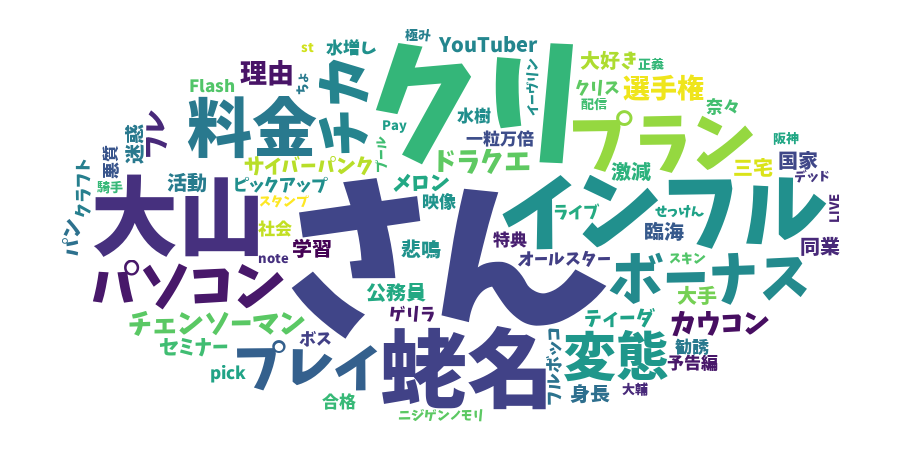 極み
st
水増し
YouTuber
クリ
大好き
正義
理由
チカ
ちょ
Flash
イーグリン
クリス
選手権
配信
料金
水樹
奈々
Pay
一粒万倍
プラン
阪神
フレ
迷惑
悪質
サイバーパンク
プール
ドラクエ
激減
三宅
国家
デッド
騎手
活動
ピックアップ
メロン
映像
インフル
パンクラフト
大山
スタンプ
さん
ライブ
せっけん
LIVE
社会
note
学習
悲鳴
特典
臨海
同業
オールスター
スキン
パソコン
公務員
ボーナス
大手
チェンソーマン
ゲリラ
ティーダ
カウコン
セミナー
ボス
プレイ
蛯名
フルボッコ
変態
勧誘
予告編
pick
身長
大輔
合格
ニジゲンノモリ